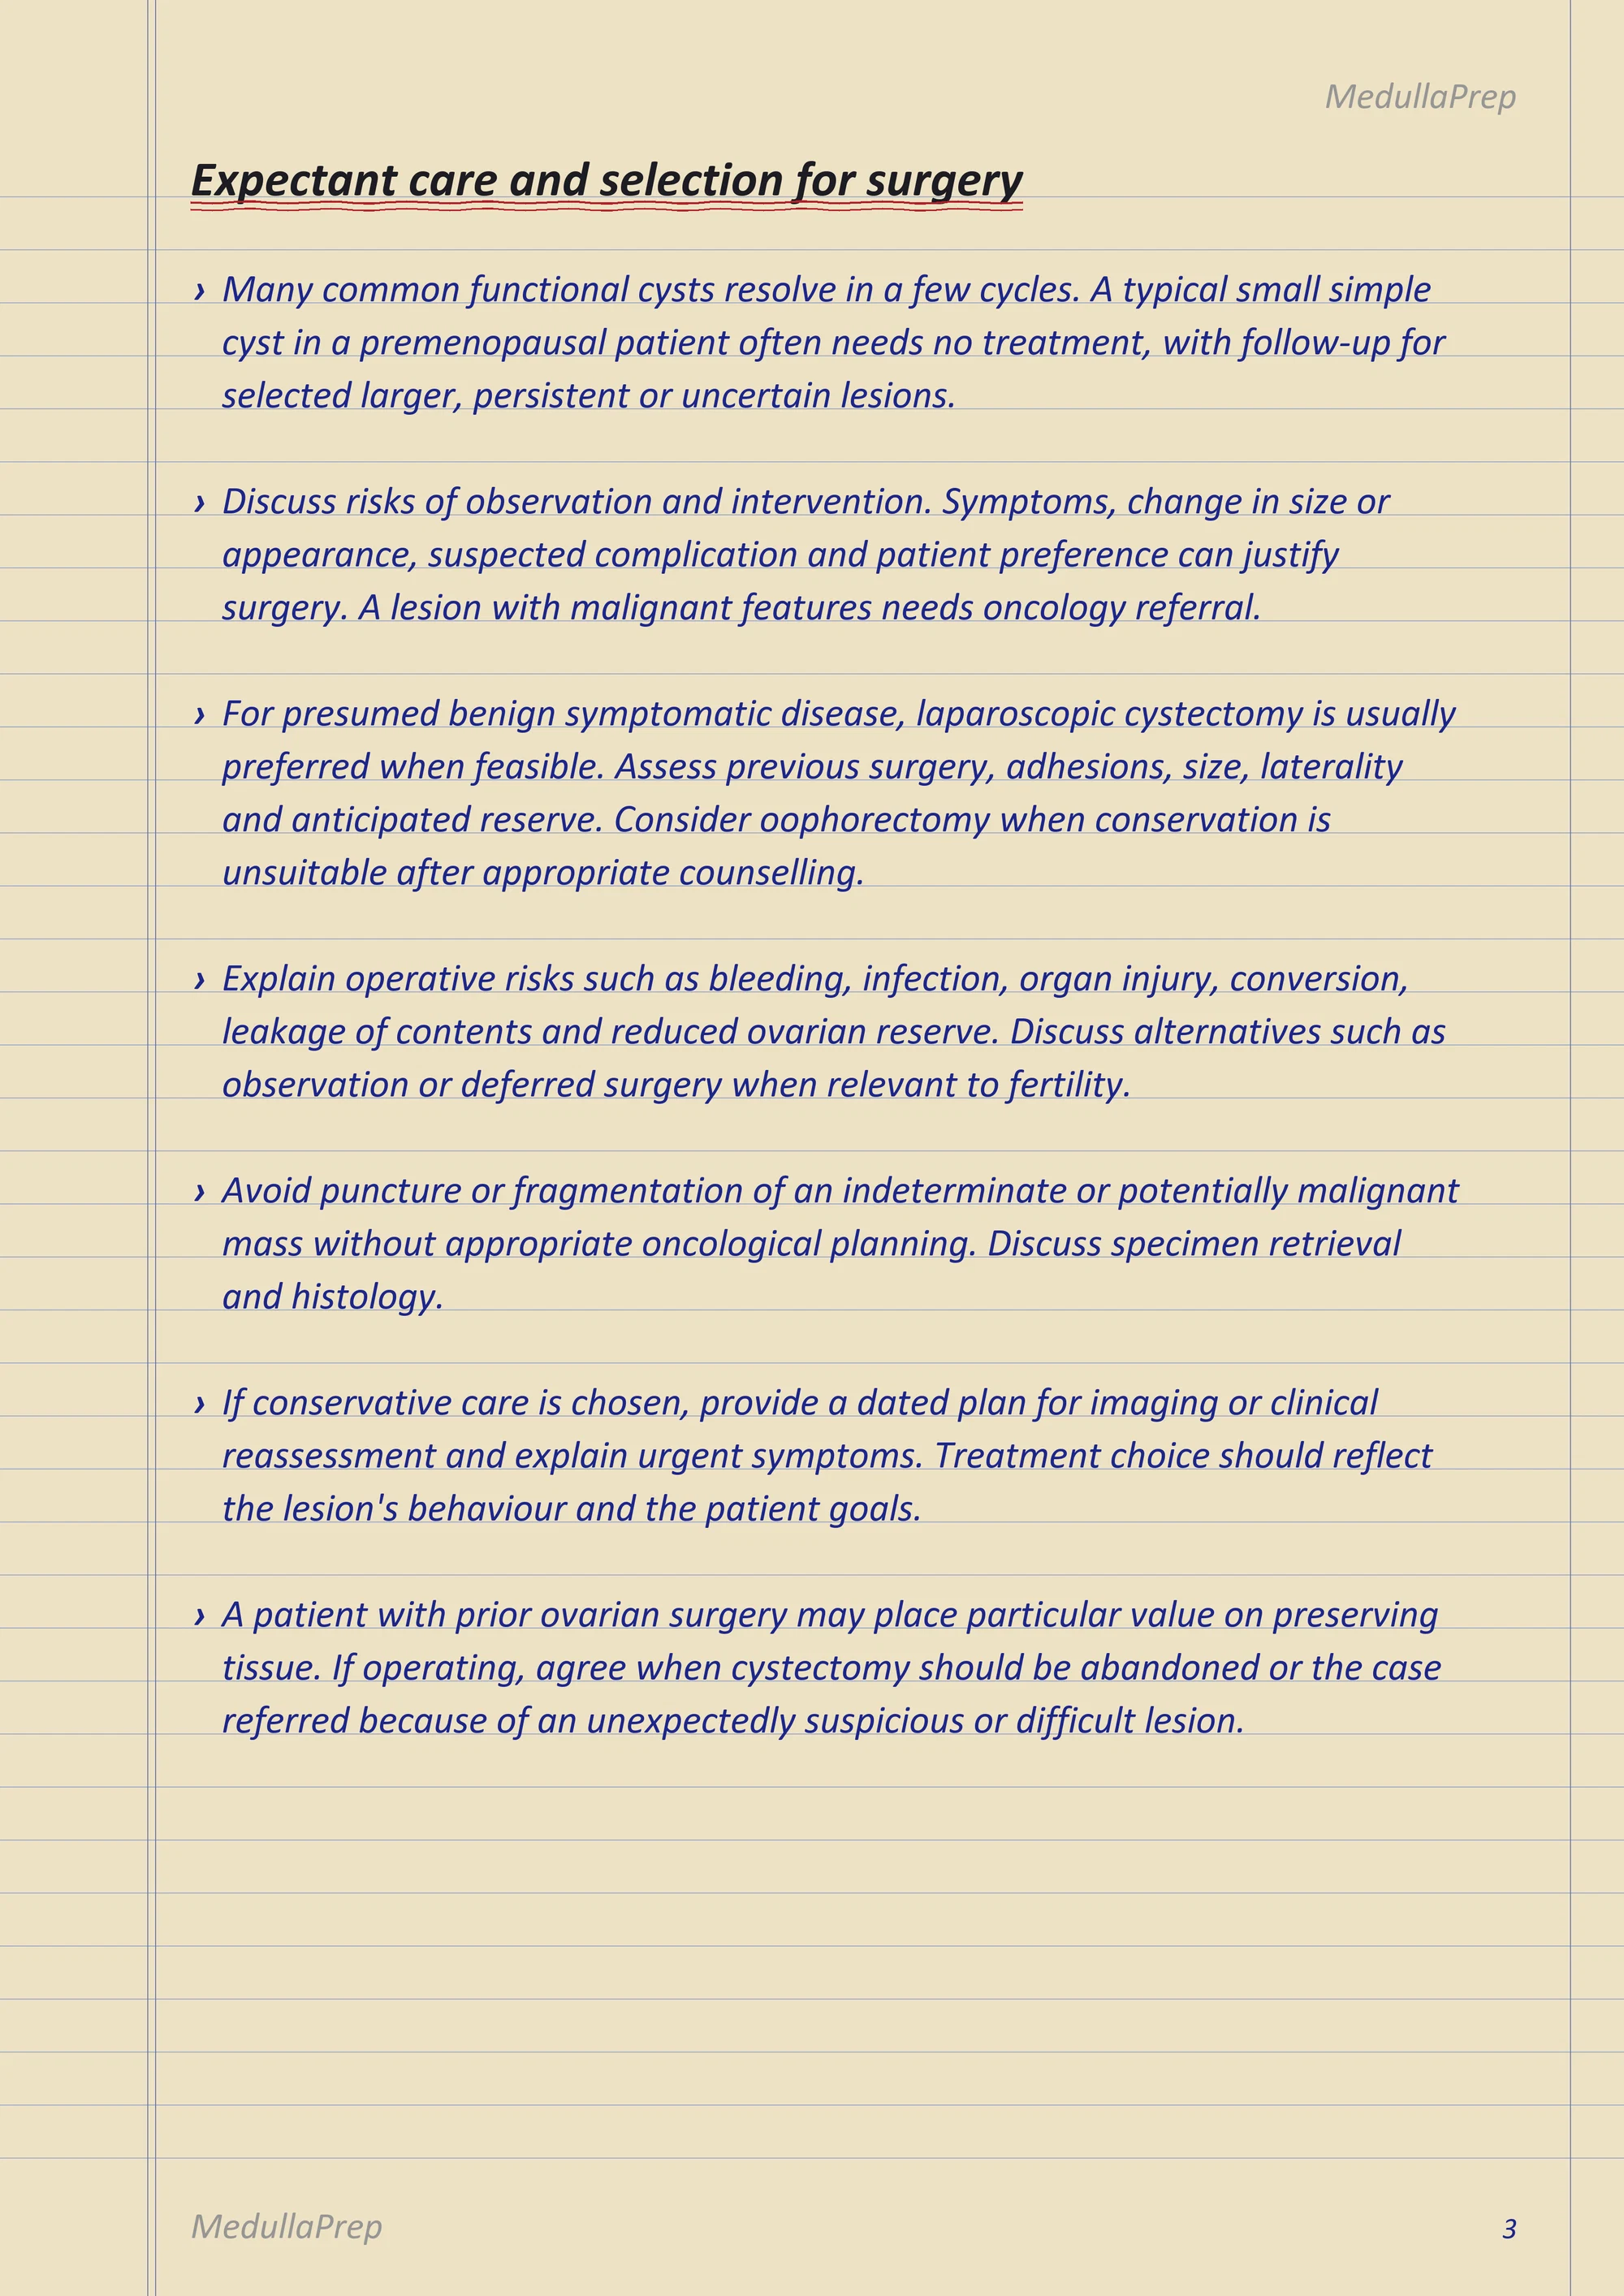 MedullaPrep
Expectant care and selection for surgery
› Many common functional cysts resolve in a few cycles. A typical small simple
cyst in a premenopausal patient often needs no treatment, with follow-up for
selected larger, persistent or uncertain lesions.
› Discuss risks of observation and intervention. Symptoms, change in size or
appearance, suspected complication and patient preference can justify
surgery. A lesion with malignant features needs oncology referral.
› For presumed benign symptomatic disease, laparoscopic cystectomy is usually
preferred when feasible. Assess previous surgery, adhesions, size, laterality
and anticipated reserve. Consider oophorectomy when conservation is
unsuitable after appropriate counselling.
› Explain operative risks such as bleeding, infection, organ injury, conversion,
leakage of contents and reduced ovarian reserve. Discuss alternatives such as
observation or deferred surgery when relevant to fertility.
› Avoid puncture or fragmentation of an indeterminate or potentially malignant
mass without appropriate oncological planning. Discuss specimen retrieval
and histology.
› If conservative care is chosen, provide a dated plan for imaging or clinical
reassessment and explain urgent symptoms. Treatment choice should reflect
the lesion's behaviour and the patient goals.
› A patient with prior ovarian surgery may place particular value on preserving
tissue. If operating, agree when cystectomy should be abandoned or the case
referred because of an unexpectedly suspicious or difficult lesion.
MedullaPrep
3